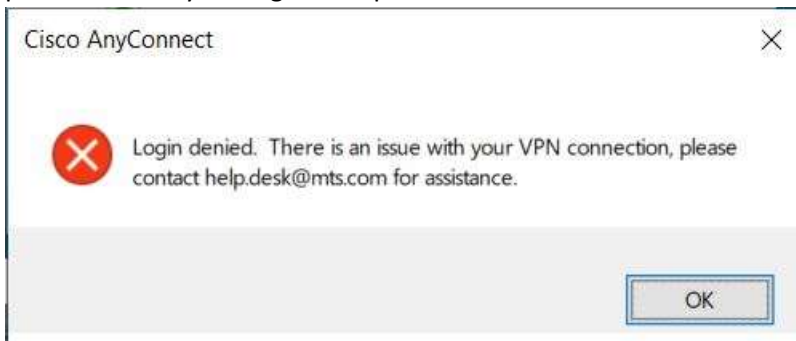 Cisco AnyConnect
Login denied.  There is an issue with your VPN connection, please
contact help.desk@mts.com for assistance.
OK